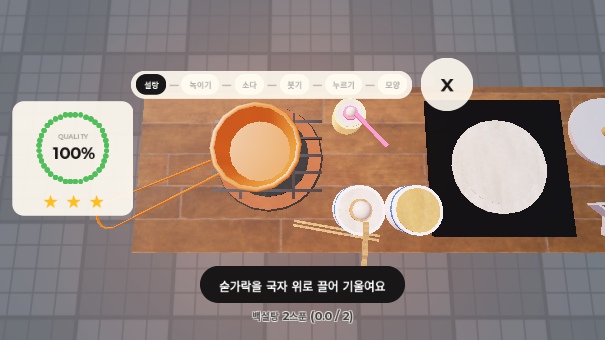 설탕 녹이기 소다 붓기 누르기 모양 X
QUALITY
100%
숟가락을 국자 위로 끌어 기울여요
백설탕 2스푼 (0.0 / 2)